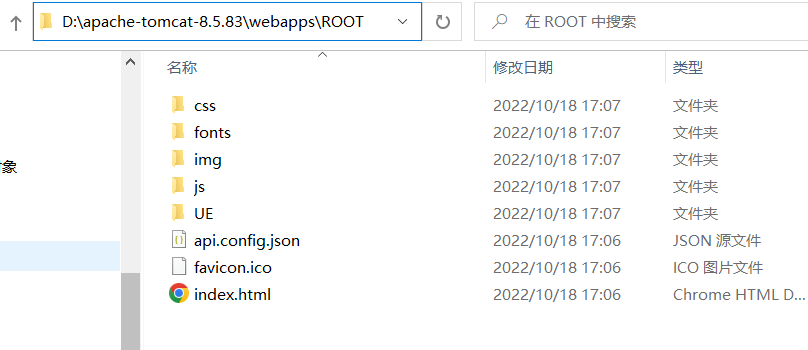 D:\apache-tomcat-8.5.83\webapps\ROOT
在 ROOT 中搜索
名称 修改日期 类型
css 2022/10/18 17:07 文件夹
fonts 2022/10/18 17:07 文件夹
img 2022/10/18 17:07 文件夹
js 2022/10/18 17:07 文件夹
UE 2022/10/18 17:07 文件夹
api.config.json 2022/10/18 17:06 JSON 源文件
favicon.ico 2022/10/18 17:06 ICO 图片文件
index.html 2022/10/18 17:06 Chrome HTML D...
象